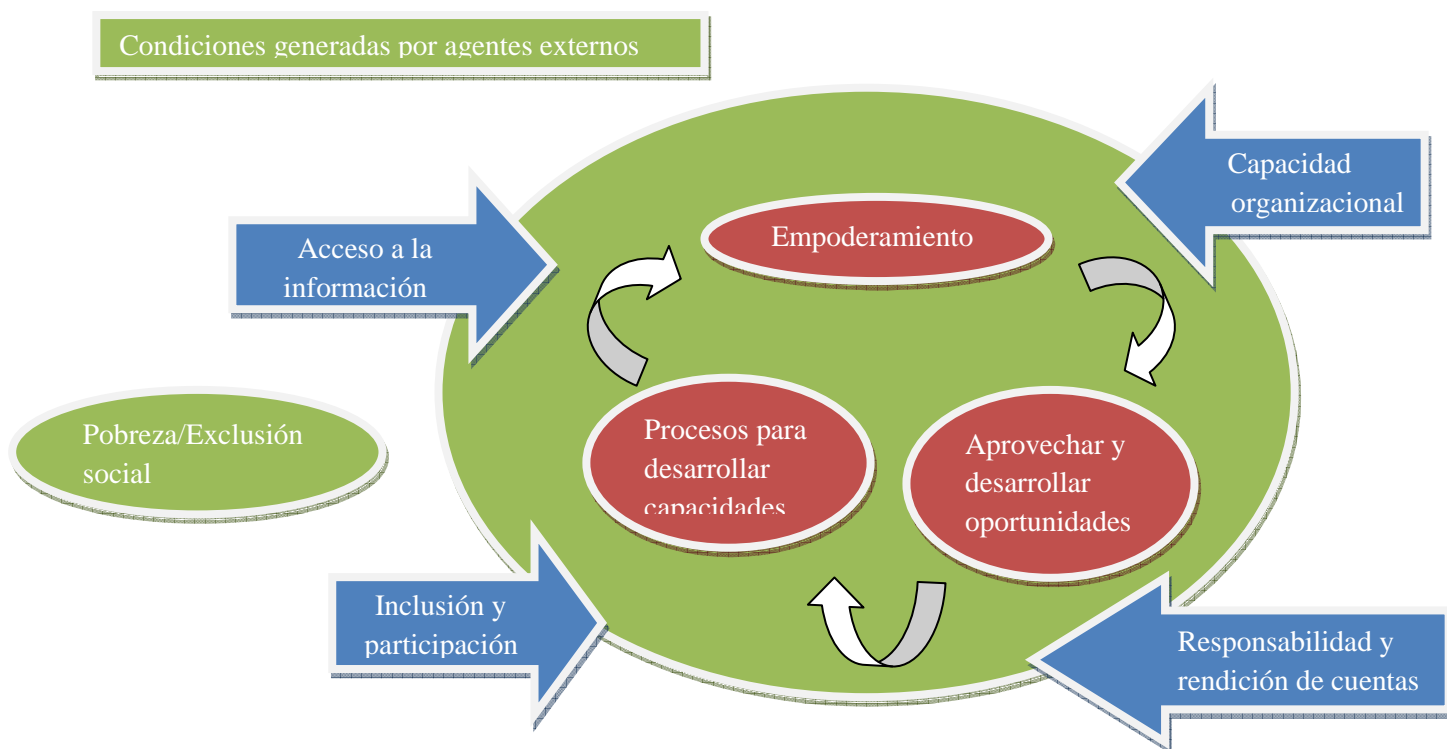 Condiciones generadas por agentes externos
Capacidad
organizacional
Empoderamiento
Acceso a la
información
Procesos para
desarrollar
capacidades
Aprovechar y
desarrollar
oportunidades
Pobreza/Exclusión
social
Inclusión y
participación
Responsabilidad y
rendición de cuentas